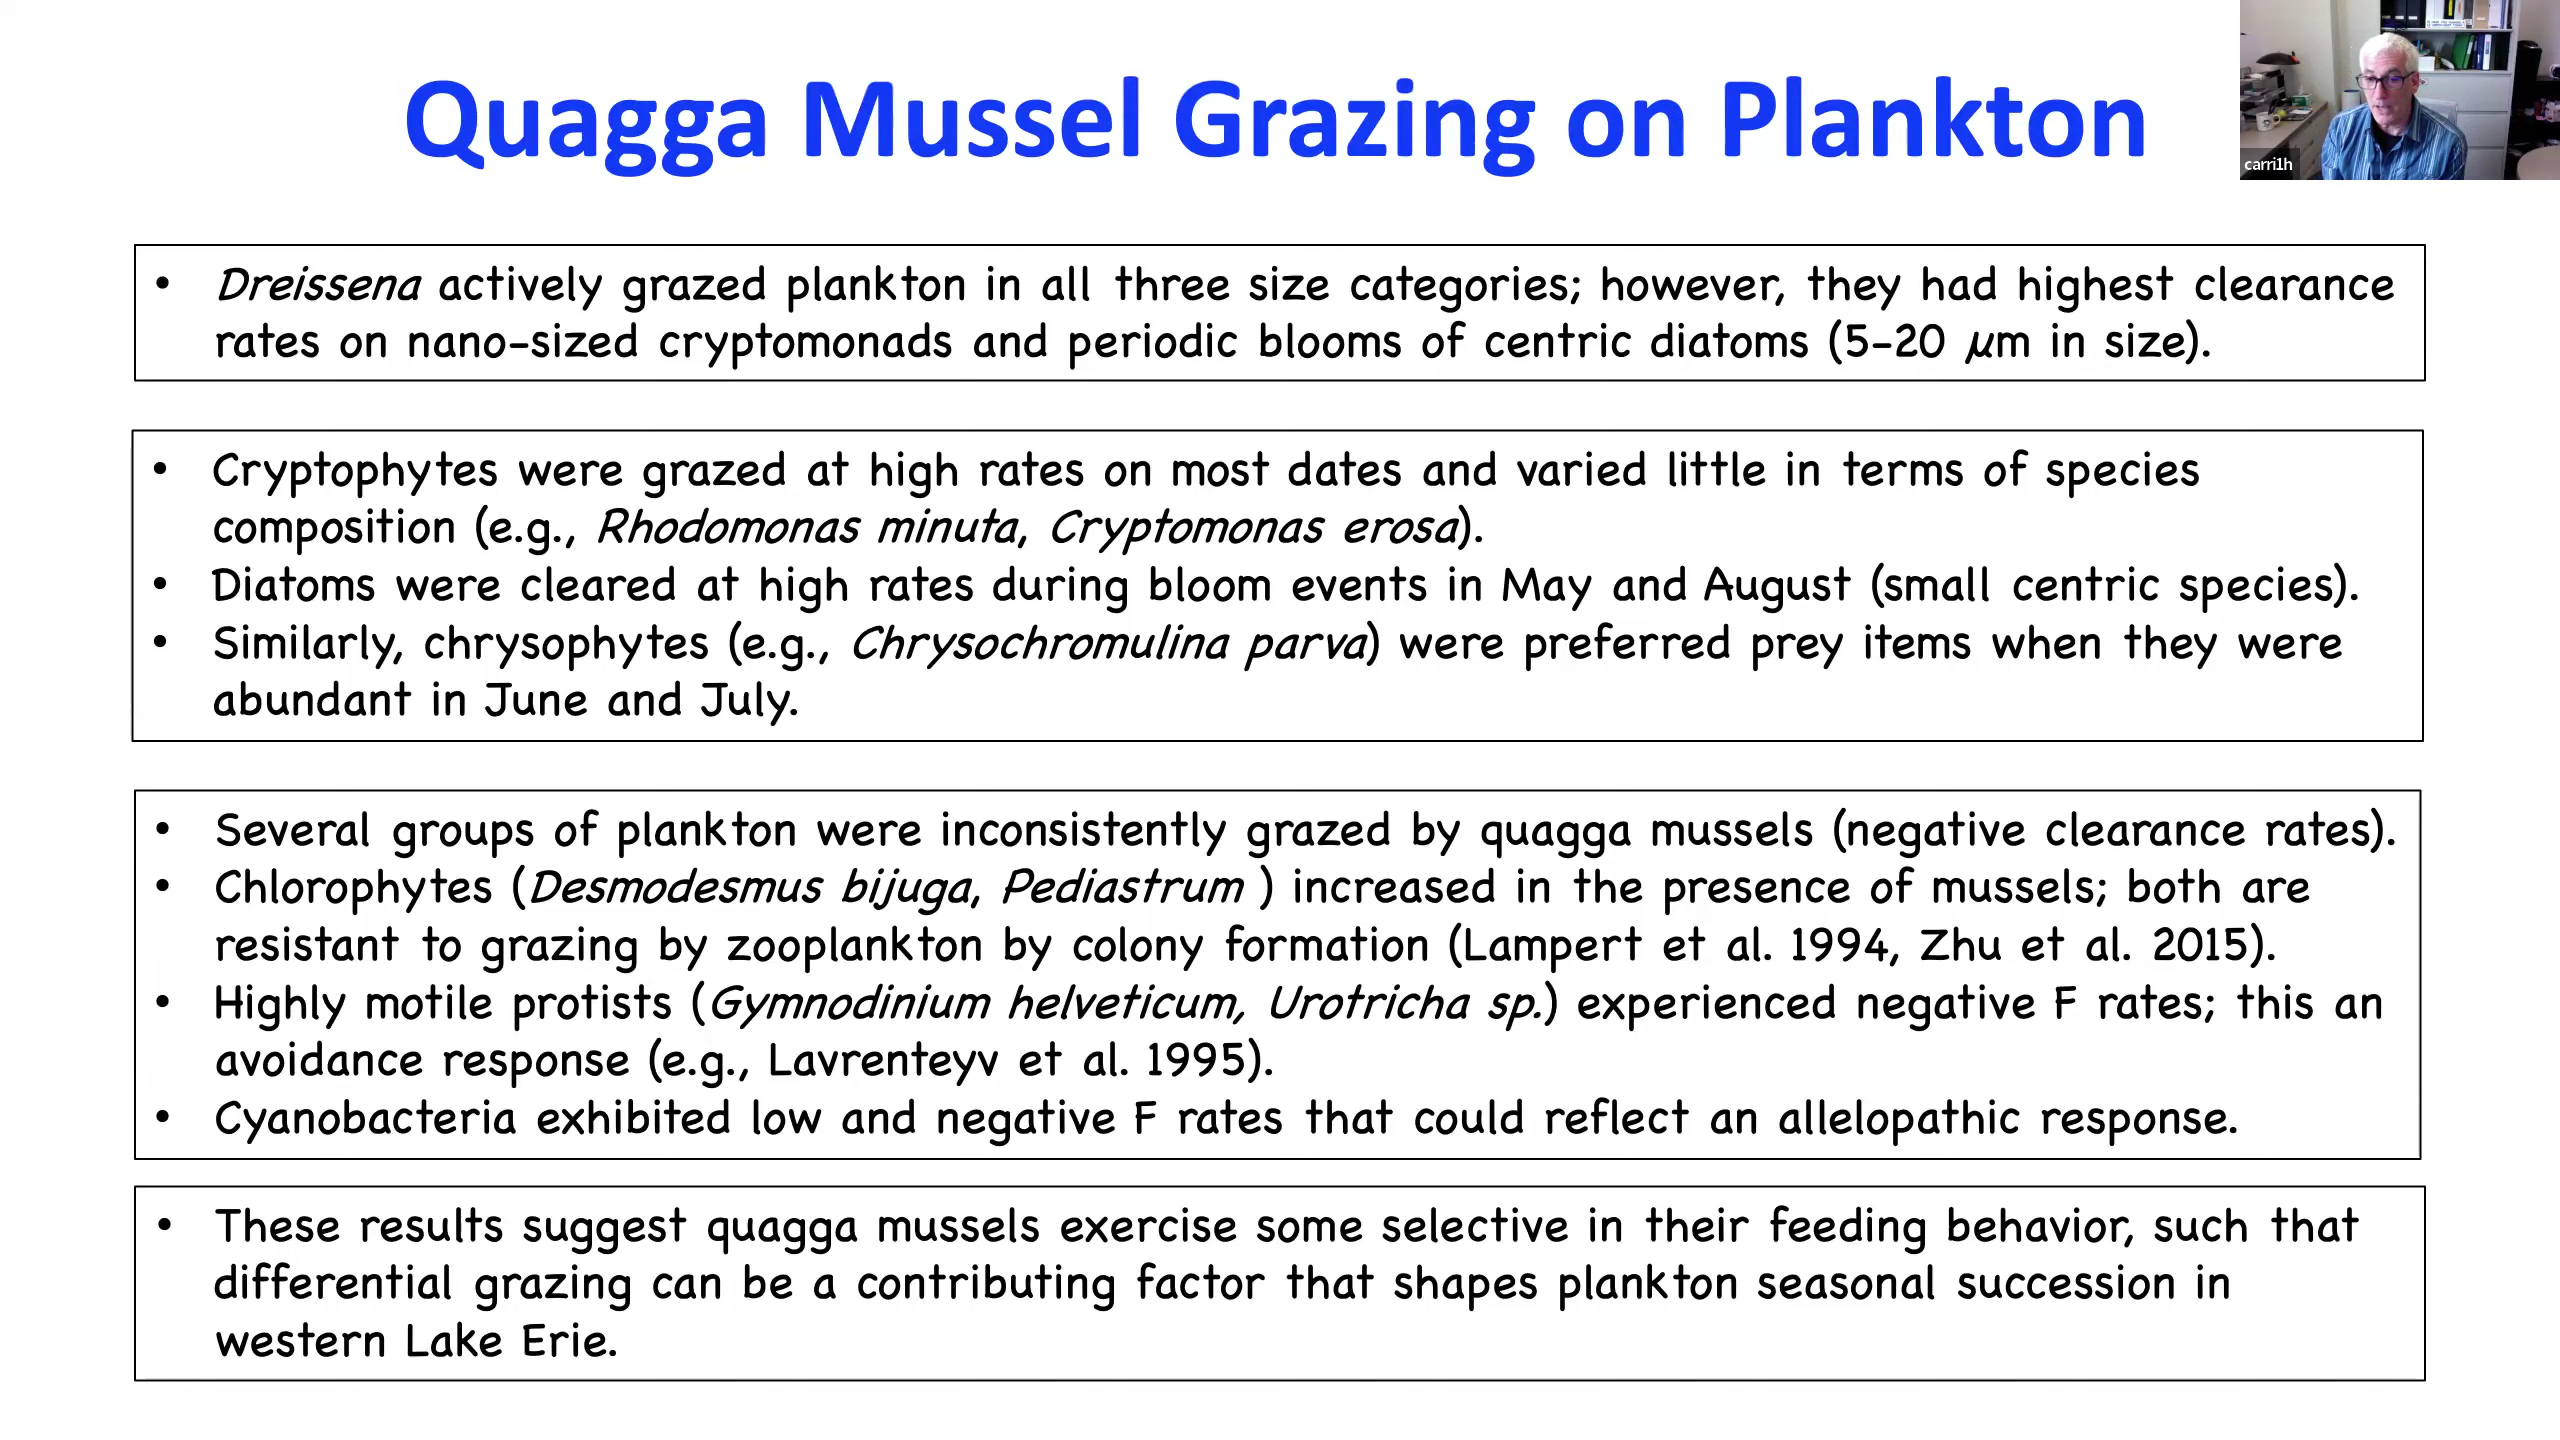 Quagga Mussel Grazing on Plankton
carri1h
• Dreissena actively grazed plankton in all three size categories; however, they had highest clearance
rates on nano-sized cryptomonads and periodic blooms of centric diatoms (5-20 µm in size).
• Cryptophytes were grazed at high rates on most dates and varied little in terms of species
composition (e.g., Rhodomonas minuta, Cryptomonas erosa).
• Diatoms were cleared at high rates during bloom events in May and August (small centric species).
• Similarly, chrysophytes (e.g., Chrysochromulina parva) were preferred prey items when they were
abundant in June and July.
• Several groups of plankton were inconsistently grazed by quagga mussels (negative clearance rates).
• Chlorophytes (Desmodesmus bijuga, Pediastrum ) increased in the presence of mussels; both are
resistant to grazing by zooplankton by colony formation (Lampert et al. 1994, Zhu et al. 2015).
• Highly motile protists (Gymnodinium helveticum, Urotricha sp.) experienced negative F rates; this an
avoidance response (e.g., Lavrenteyv et al. 1995).
• Cyanobacteria exhibited low and negative F rates that could reflect an allelopathic response.
• These results suggest quagga mussels exercise some selective in their feeding behavior, such that
differential grazing can be a contributing factor that shapes plankton seasonal succession in
western Lake Erie.